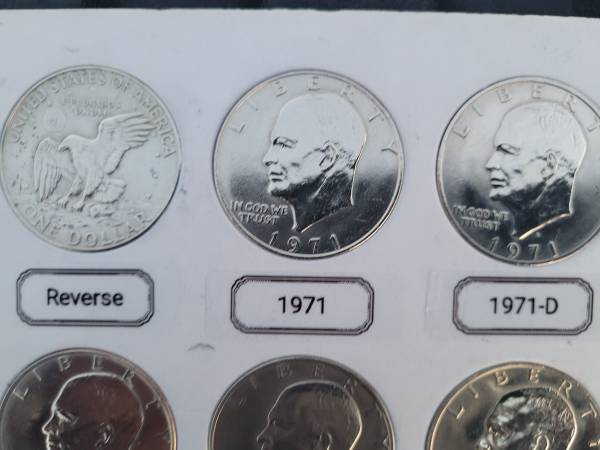 UNITED STATES OF AMERICA
E PLURIBUS
UNUM
ONE DOLLAR
LIBERTY
IN GOD WE
TRUST
1971
LIBERTY
IN GOD WE
TRUST
1971
Reverse
1971
1971-D
LIBERTY
LIBERTY
LIBERTY